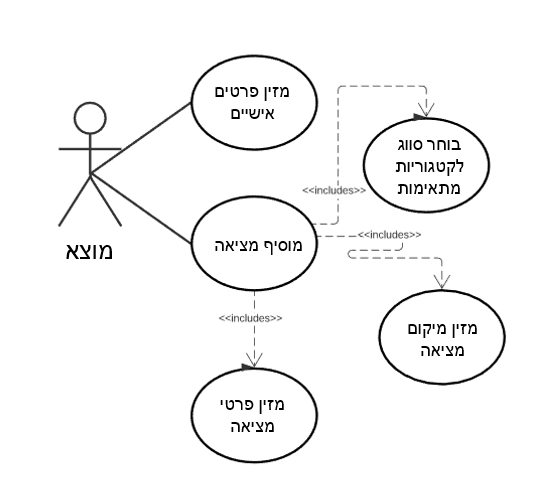 מזין פרטים
אישיים
בוחר סווג
לקטגוריות
מתאימות
<<includes>>
מוצא
מוסיף מציאה
<<includes>>
<<includes>>
מזין מיקום
מציאה
מזין פרטי
מציאה